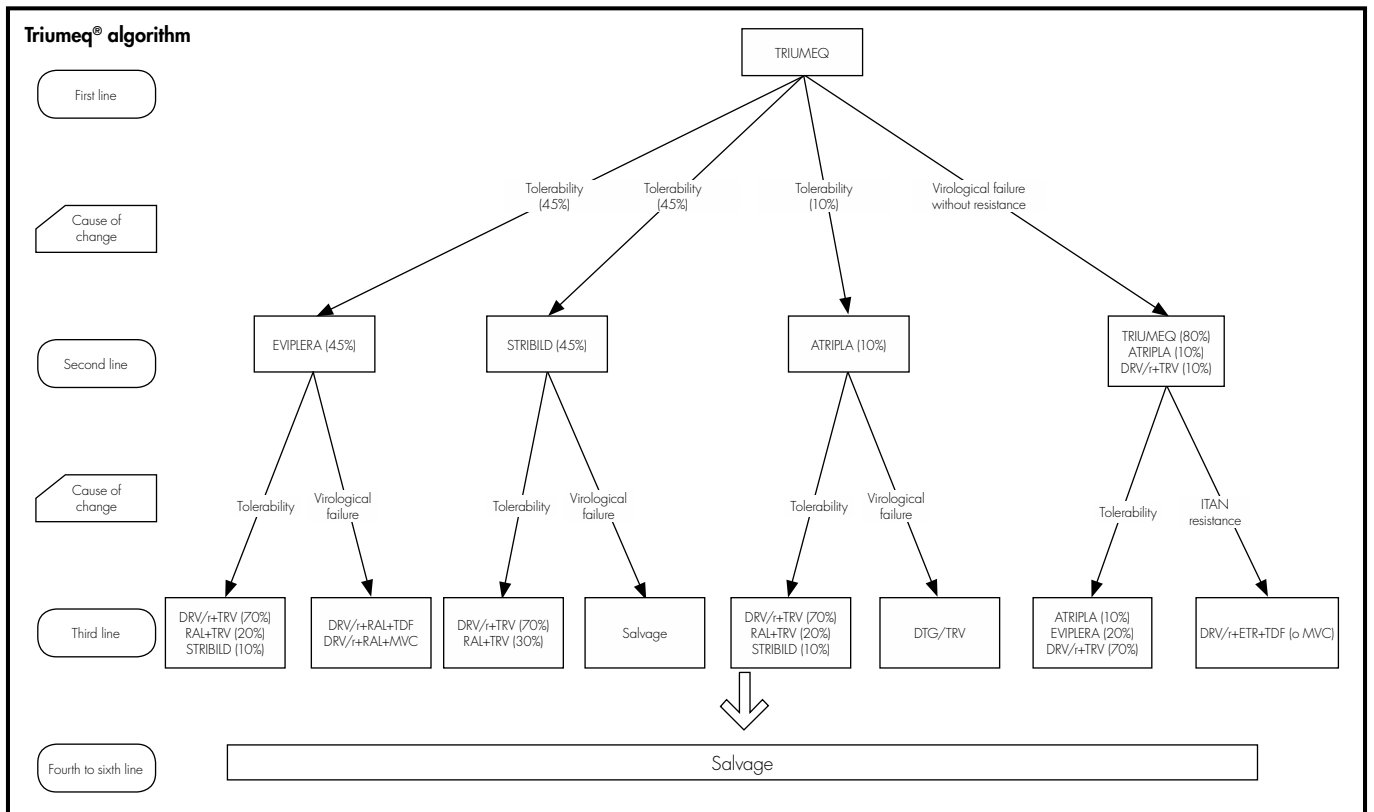 Triumeq® algorithm
TRIUMEQ
First line
Tolerability
(45%)
Tolerability
(45%)
Tolerability
(10%)
Virological failure
without resistance
Cause of
change
Second line
EVIPLERA (45%)
STRIBILD (45%)
ATRIPLA (10%)
TRIUMEQ (80%)
ATRIPLA (10%)
DRV/r+TRV (10%)
Cause of
change
Tolerability
Virological
failure
Tolerability
Virological
failure
Tolerability
Virological
failure
Tolerability
ITAN
resistance
Third line
DRV/r+TRV (70%)
RAL+TRV (20%)
STRIBILD (10%)
DRV/r+RAL+TDF
DRV/r+RAL+MVC
DRV/r+TRV (70%)
RAL+TRV (30%)
Salvage
DRV/r+TRV (70%)
RAL+TRV (20%)
STRIBILD (10%)
DTG/TRV
ATRIPLA (10%)
EVIPLERA (20%)
DRV/r+TRV (70%)
DRV/r+ETR+TDF (o MVC)
Fourth to sixth line
Salvage